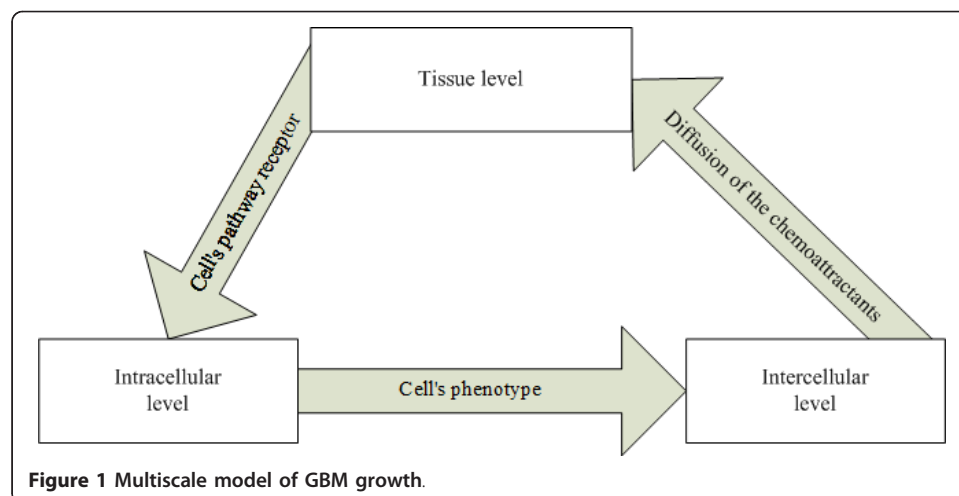 Tissue level
Cell's pathway receptor
Diffusion of the chemoattractants
Intracellular
level
Cell's phenotype
Intercellular
level
Figure 1 Multiscale model of GBM growth.